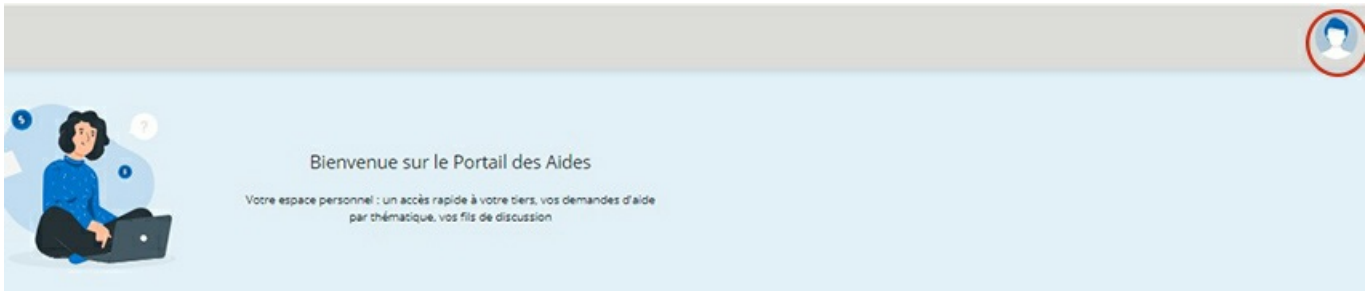 $
?
$
Bienvenue sur le Portail des Aides
Votre espace personnel : un accès rapide à votre tiers, vos demandes d'aide
par thématique, vos fils de discussion